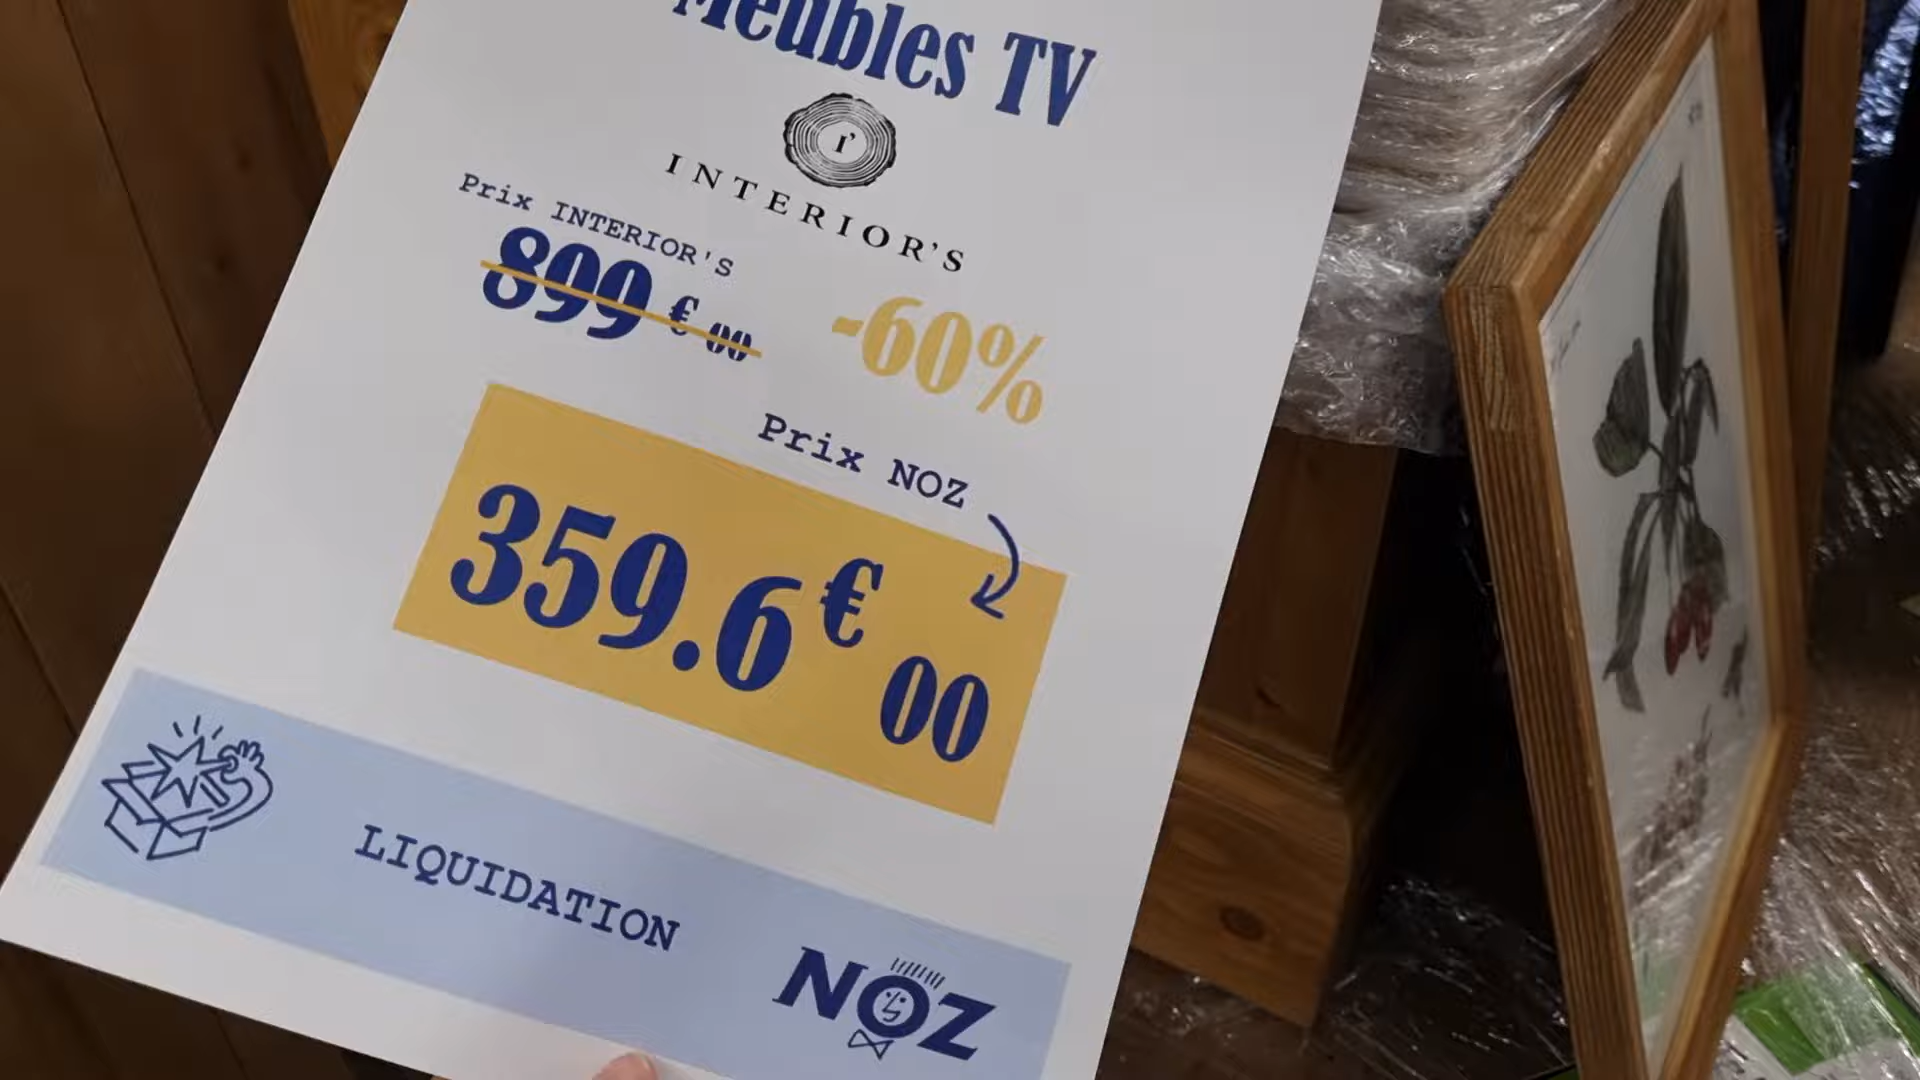 Meubles TV
r'
INTERIOR'S
Prix INTERIOR'S
899 € 00
-60%
Prix NOZ
359.6€ 00
LIQUIDATION
NOZ